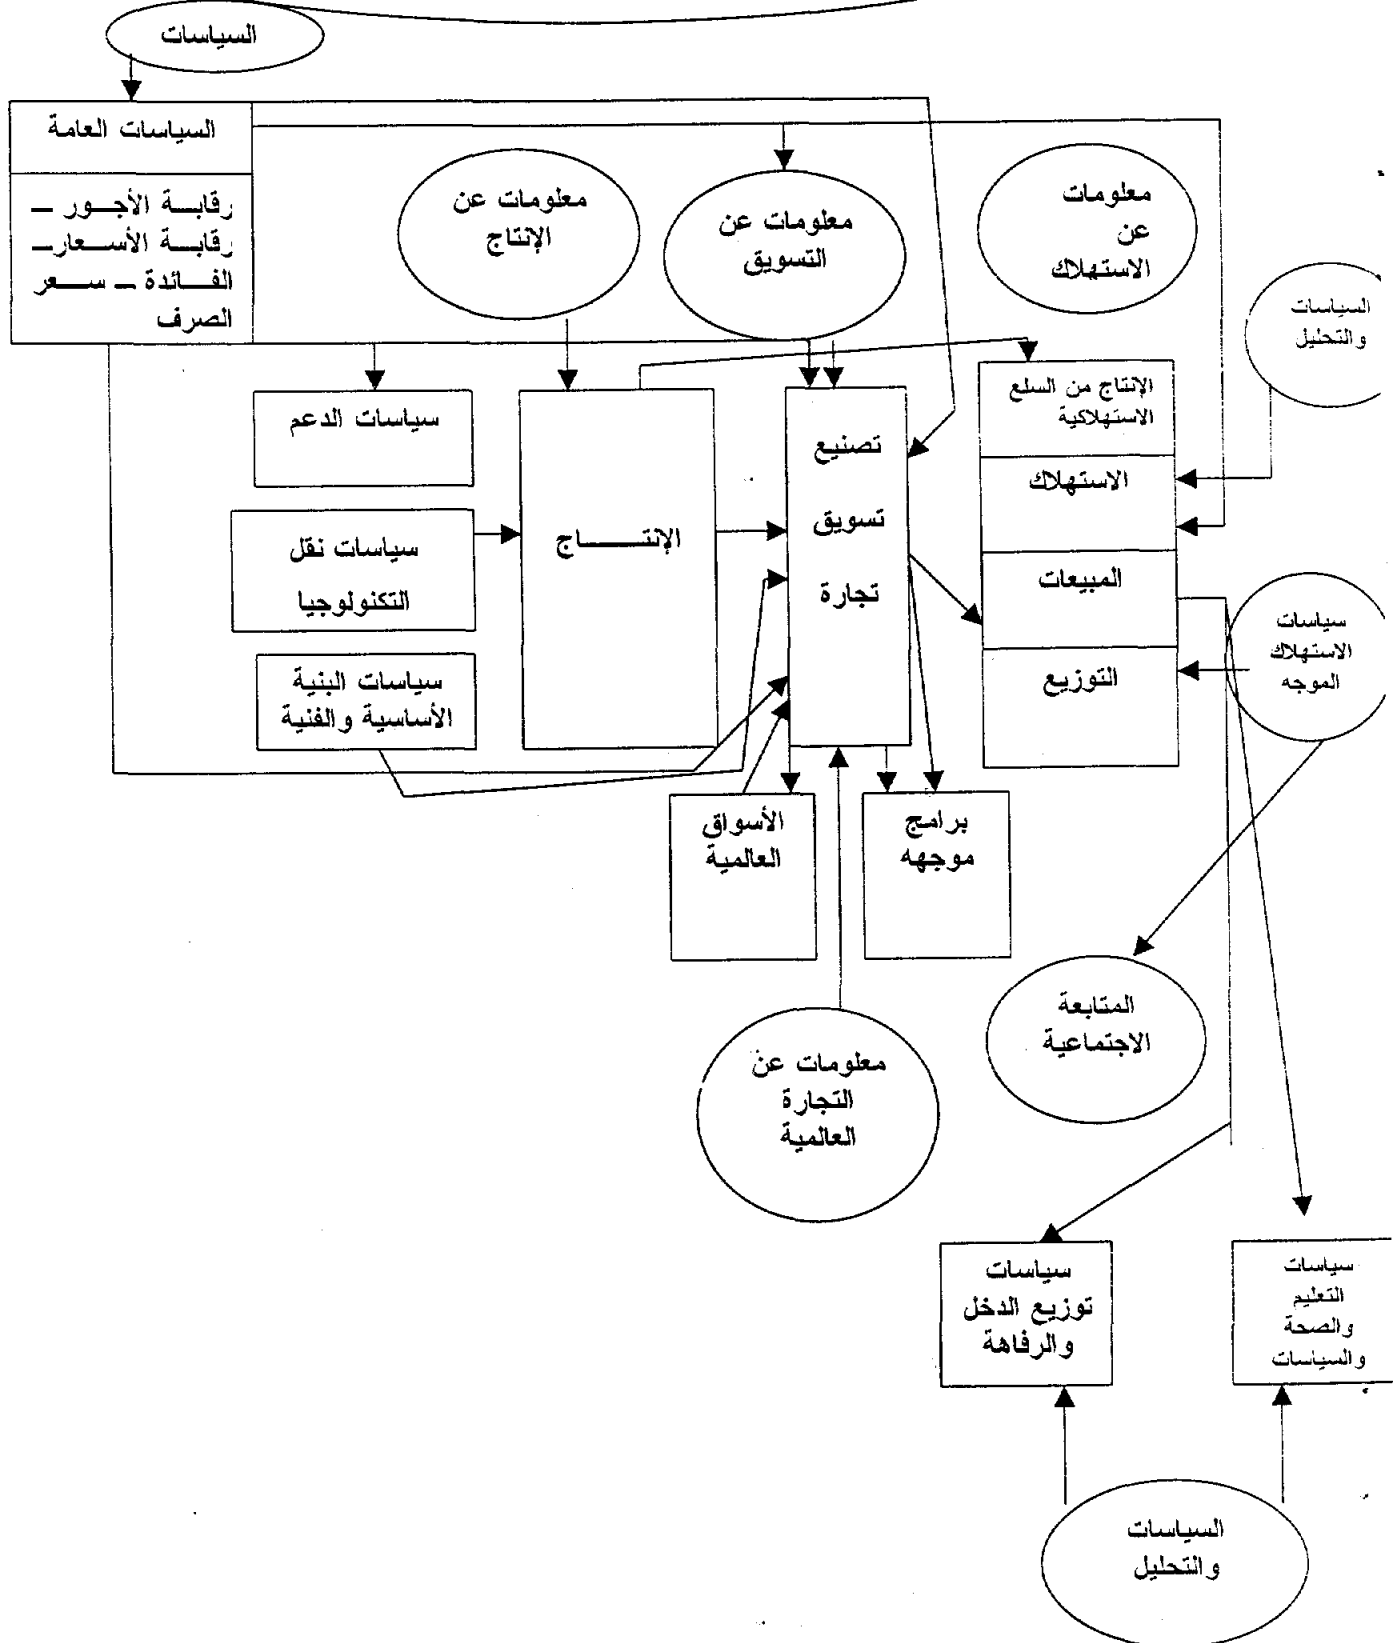 السياسات
السياسات العامة
رقابة الأجور –
رقابة الأسعار –
الفائدة – سعر
الصرف
معلومات عن
الإنتاج
معلومات عن
التسويق
معلومات
عن
الاستهلاك
السياسات
والتحليل
سياسات الدعم
سياسات نقل
التكنولوجيا
سياسات البنية
الأساسية والفنية
الإنتـــــــاج
تصنيع
تسويق
تجارة
الإنتاج من السلع
الاستهلاكية
الاستهلاك
المبيعات
التوزيع
سياسات
الاستهلاك
الموجه
الأسواق
العالمية
برامج
موجهه
معلومات عن
التجارة
العالمية
المتابعة
الاجتماعية
سياسات
توزيع الدخل
والرفاهة
سياسات
التعليم
والصحة
والسياسات
السياسات
والتحليل